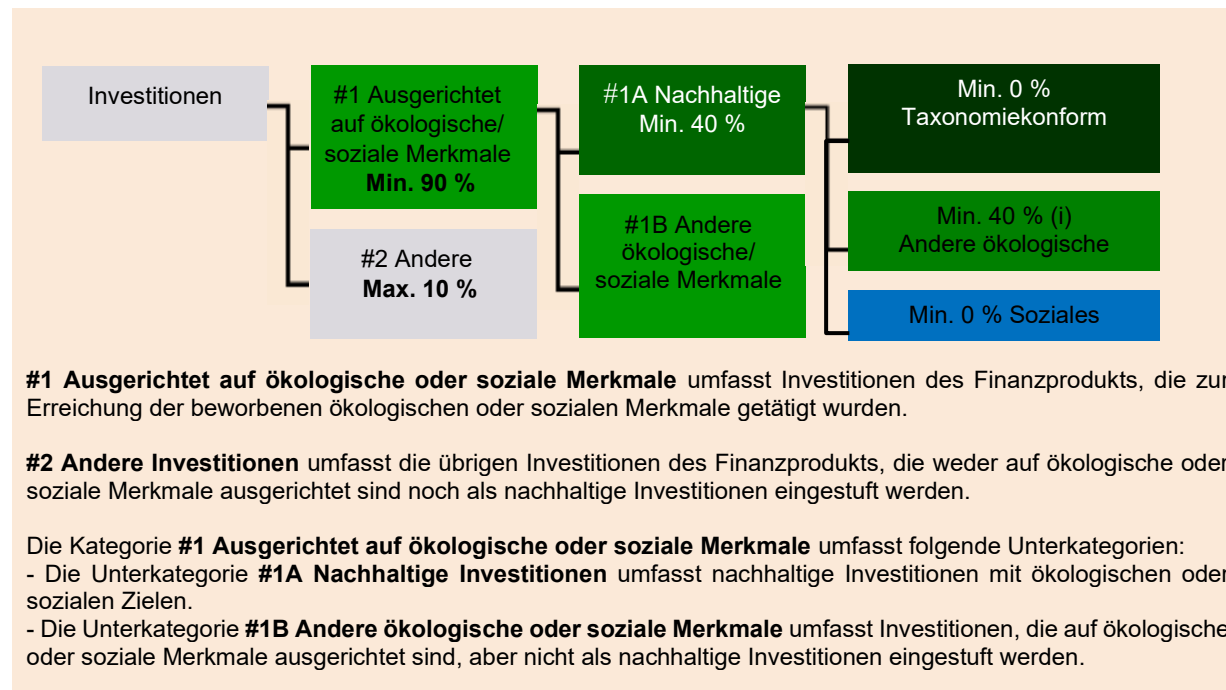 Investitionen
#1 Ausgerichtet
auf ökologische/
soziale Merkmale
Min. 90 %
#2 Andere
Max. 10 %
#1A Nachhaltige
Min. 40 %
#1B Andere
ökologische/
soziale Merkmale
Min. 0 %
Taxonomiekonform
Min. 40 % (i)
Andere ökologische
Min. 0 % Soziales
#1 Ausgerichtet auf ökologische oder soziale Merkmale umfasst Investitionen des Finanzprodukts, die zur
Erreichung der beworbenen ökologischen oder sozialen Merkmale getätigt wurden.
#2 Andere Investitionen umfasst die übrigen Investitionen des Finanzprodukts, die weder auf ökologische oder
soziale Merkmale ausgerichtet sind noch als nachhaltige Investitionen eingestuft werden.
Die Kategorie #1 Ausgerichtet auf ökologische oder soziale Merkmale umfasst folgende Unterkategorien:
- Die Unterkategorie #1A Nachhaltige Investitionen umfasst nachhaltige Investitionen mit ökologischen oder
sozialen Zielen.
- Die Unterkategorie #1B Andere ökologische oder soziale Merkmale umfasst Investitionen, die auf ökologische
oder soziale Merkmale ausgerichtet sind, aber nicht als nachhaltige Investitionen eingestuft werden.